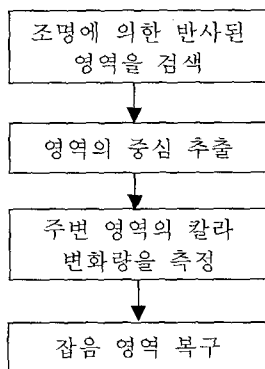 조명에 의한 반사된
영역을 검색
영역의 중심 추출
주변 영역의 칼라
변화량을 측정
잡음 영역 복구